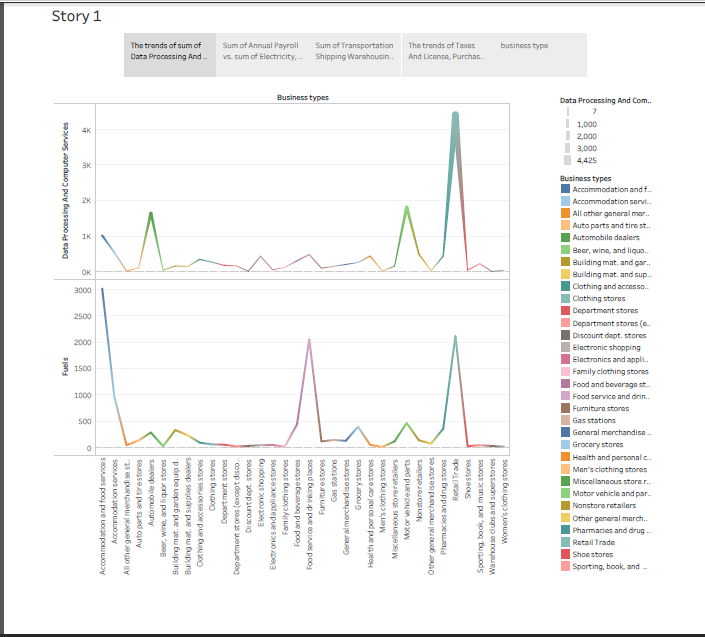 Story 1
The trends of sum of
Data Processing And ..
Sum of Annual Payroll
vs. sum of Electricity, ..
Sum of Transportation
Shipping Warehousin..
The trends of Taxes
And License, Purchas..
business type
Business types
Data Processing And Computer Services
4K
3K
2K
1K
0K
Fuels
3000
2500
2000
1500
1000
500
0
Accommodation and food services
Accommodation services
All other general merchandise st..
Auto parts and tire stores
Automobile dealers
Beer, wine, and liquor stores
Building mat. and garden equip d..
Building mat. and supplies dealers
Clothing and accessories stores
Clothing stores
Department stores
Department stores (except disco..
Discount dept. stores
Electronic shopping
Electronics and appliance stores
Family clothing stores
Food and beverage stores
Food service and drinking places
Furniture stores
Gas stations
General merchandise stores
Grocery stores
Health and personal care stores
Men's clothing stores
Miscellaneous store retailers
Motor vehicle and parts
Nonstore retailers
Other general merchandise stores
Pharmacies and drug stores
Retail Trade
Shoe stores
Sporting, book, and music stores
Warehouse clubs and superstores
Women's clothing stores
Data Processing And Com..
7
1,000
2,000
3,000
4,425
Business types
Accommodation and f..
Accommodation servi..
All other general mer..
Auto parts and tire st..
Automobile dealers
Beer, wine, and liquo..
Building mat. and gar..
Building mat. and sup..
Clothing and accesso..
Clothing stores
Department stores
Department stores (e..
Discount dept. stores
Electronic shopping
Electronics and appli..
Family clothing stores
Food and beverage st..
Food service and drin..
Furniture stores
Gas stations
General merchandise ..
Grocery stores
Health and personal c..
Men's clothing stores
Miscellaneous store r..
Motor vehicle and par..
Nonstore retailers
Other general merch..
Pharmacies and drug ..
Retail Trade
Shoe stores
Sporting, book, and ..